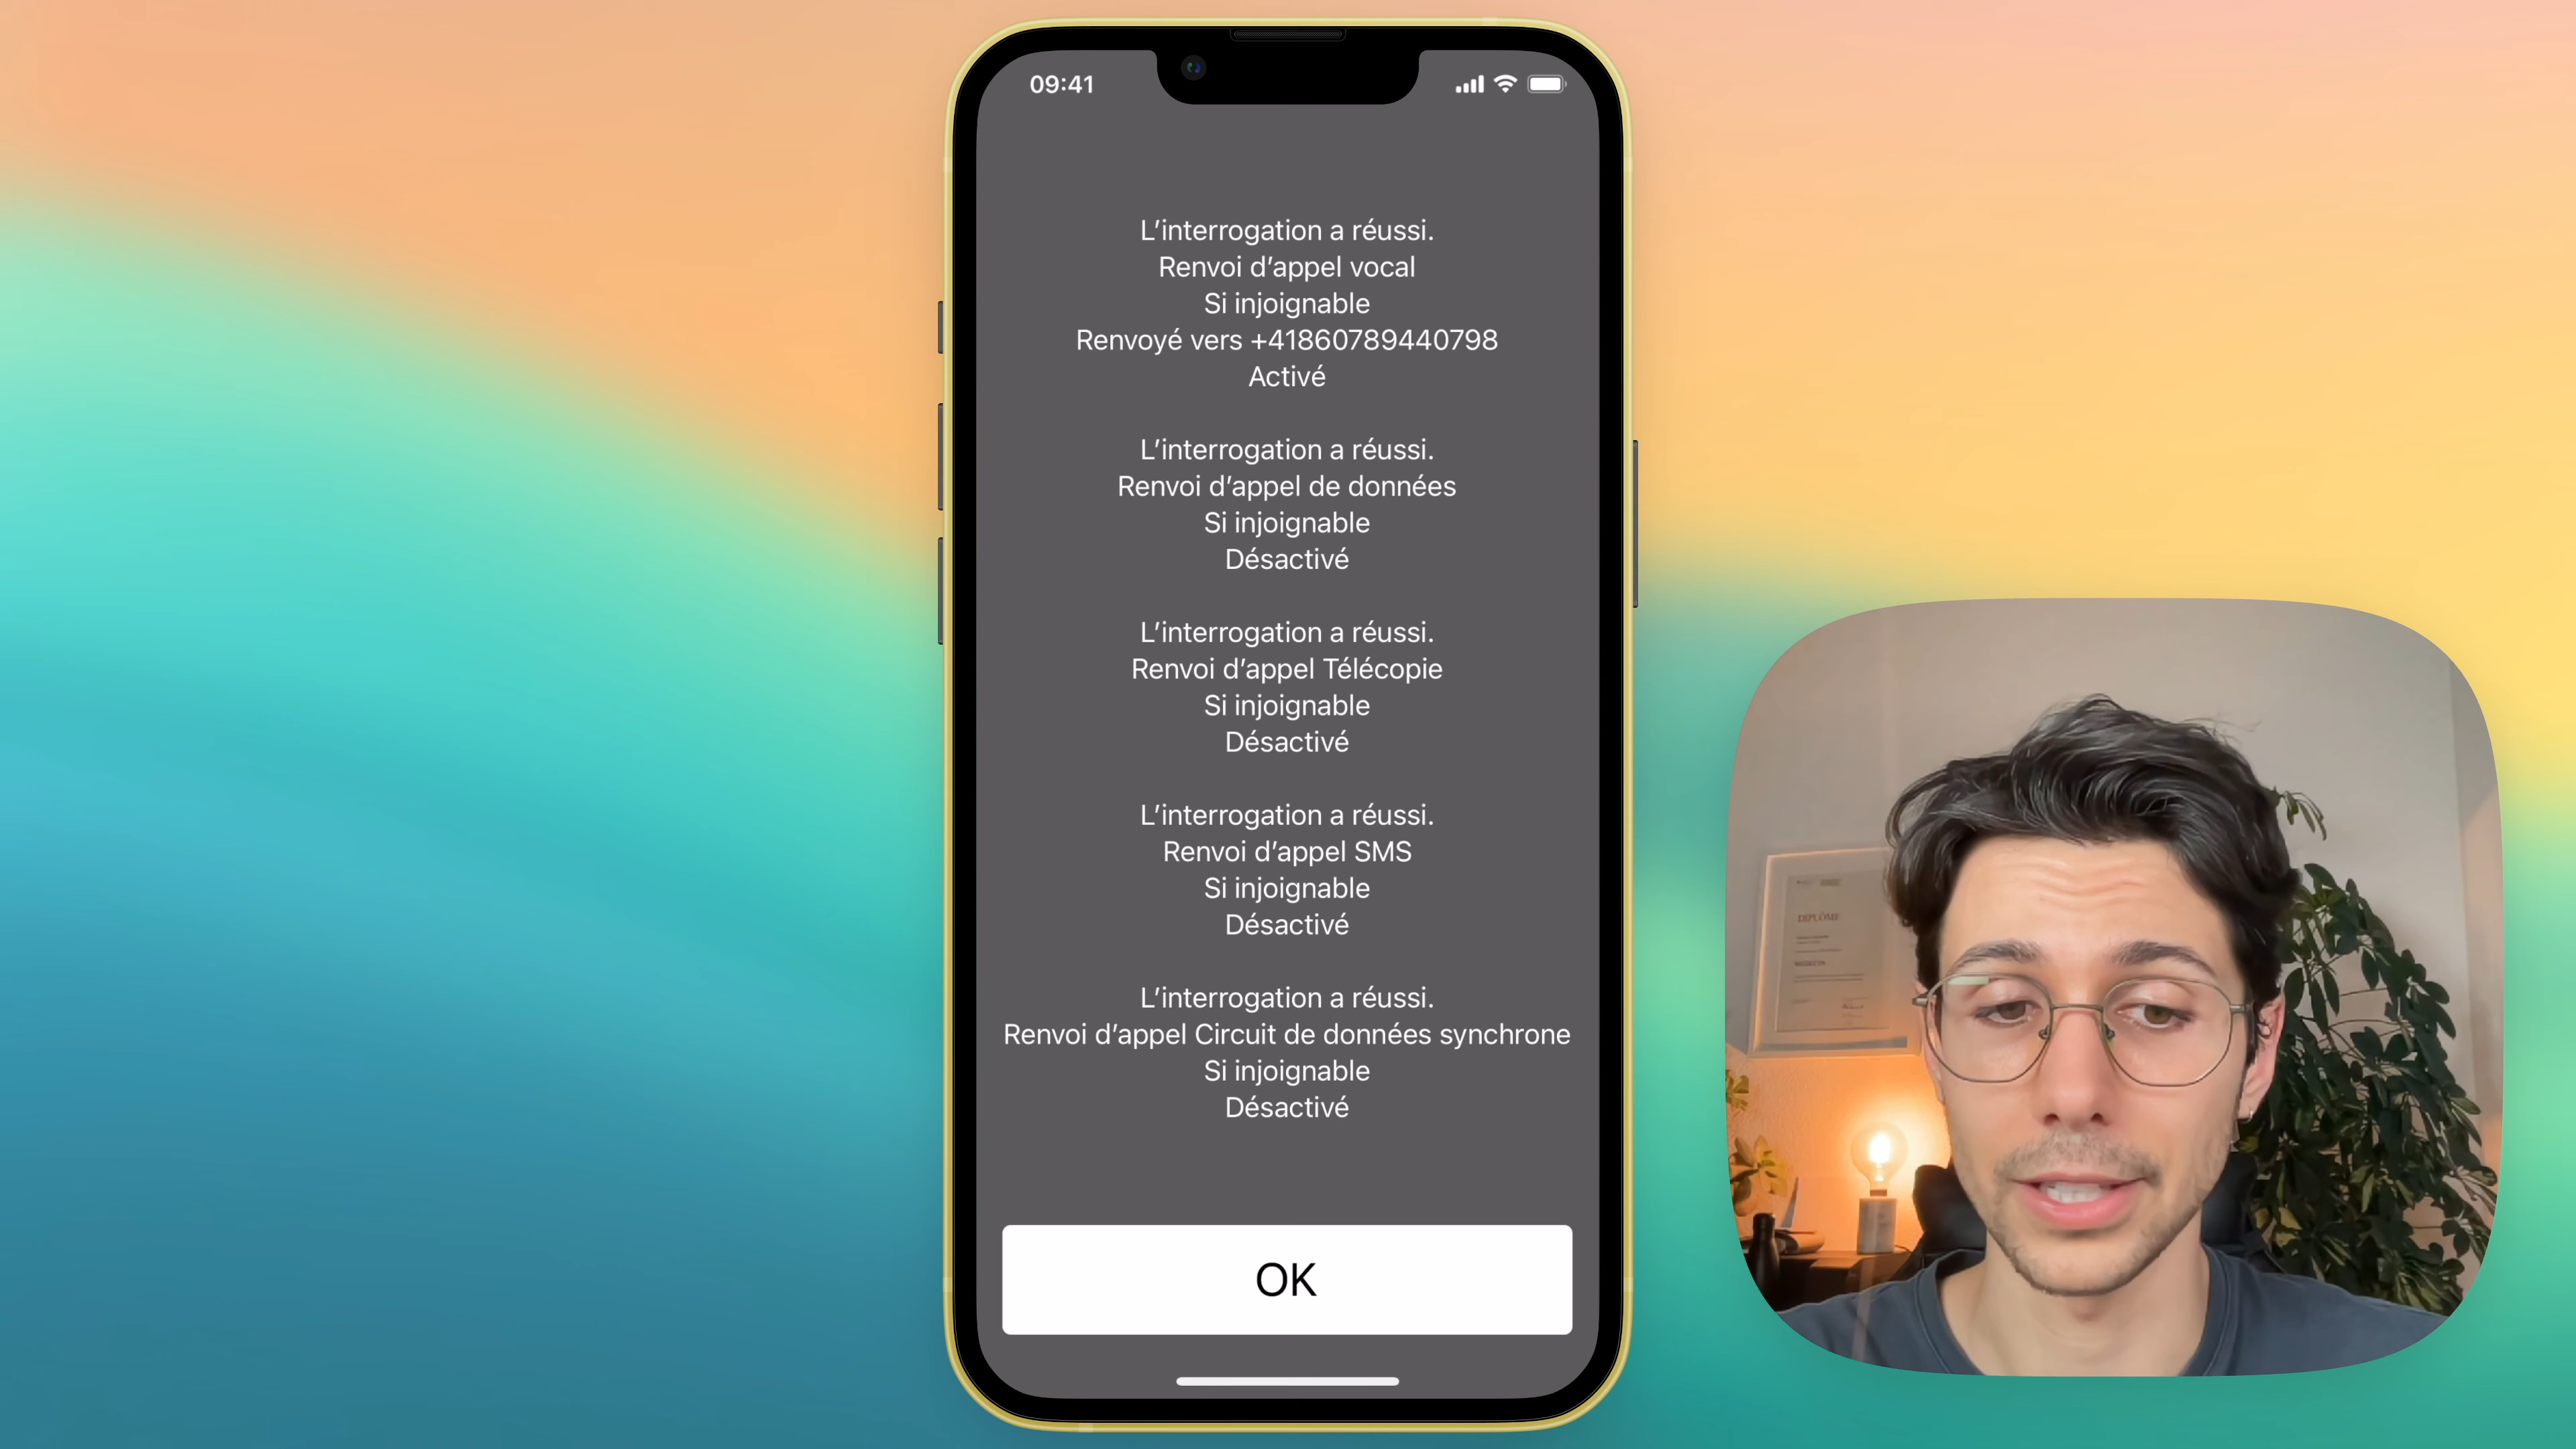 09:41
L’interrogation a réussi.
Renvoi d’appel vocal
Si injoignable
Renvoyé vers +41860789440798
Activé
L’interrogation a réussi.
Renvoi d’appel de données
Si injoignable
Désactivé
L’interrogation a réussi.
Renvoi d’appel Télécopie
Si injoignable
Désactivé
L’interrogation a réussi.
Renvoi d’appel SMS
Si injoignable
Désactivé
L’interrogation a réussi.
Renvoi d’appel Circuit de données synchrone
Si injoignable
Désactivé
OK
DIPLÔME